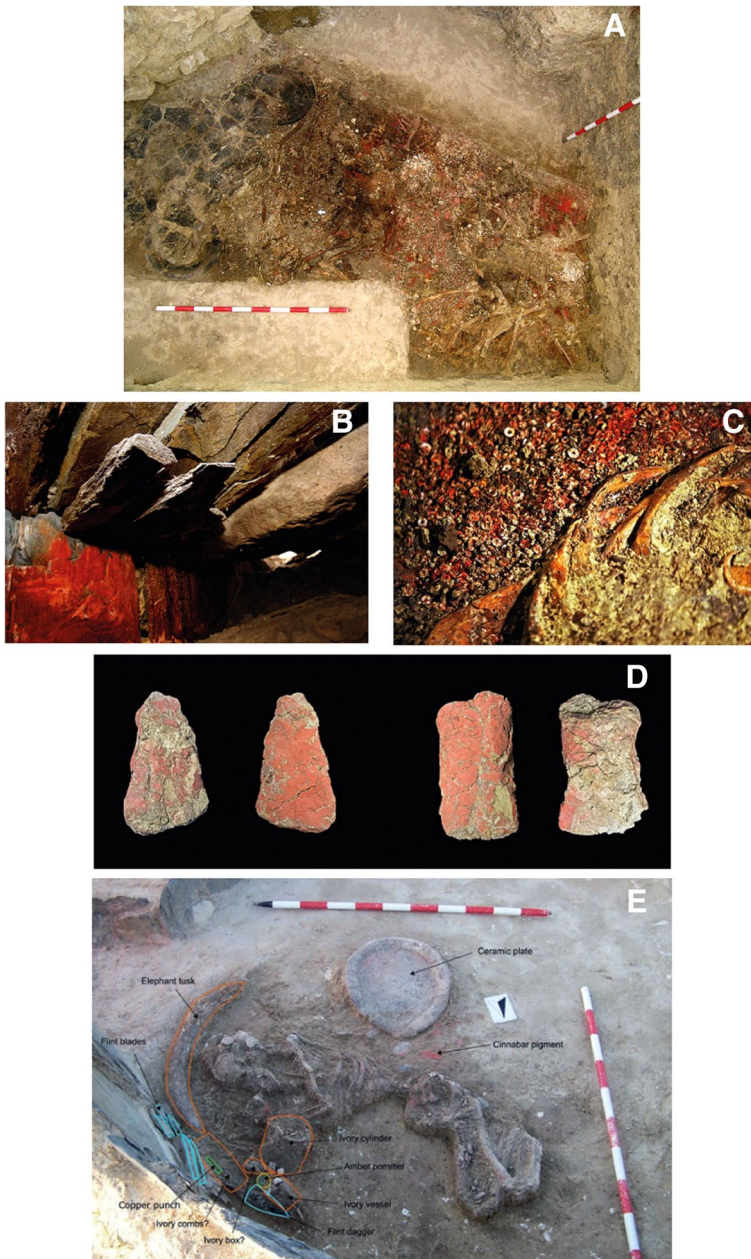 A
B
C
D
E
Ceramic plate
Elephant tusk
Flint blades
Cinnabar pigment
Ivory cylinder
Amber pommel
Copper punch
Ivory vessel
Ivory combs?
Ivory box?
Flint dagger